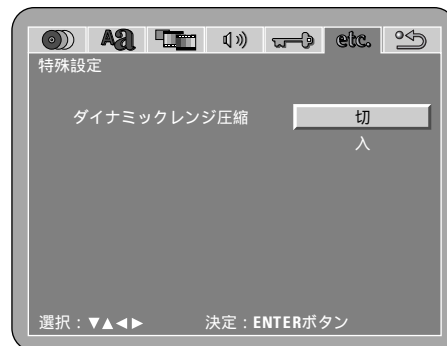 Aa etc.
特殊設定
ダイナミックレンジ圧縮 切
入
選択：▼▲◀▶ 決定：ENTERボタン